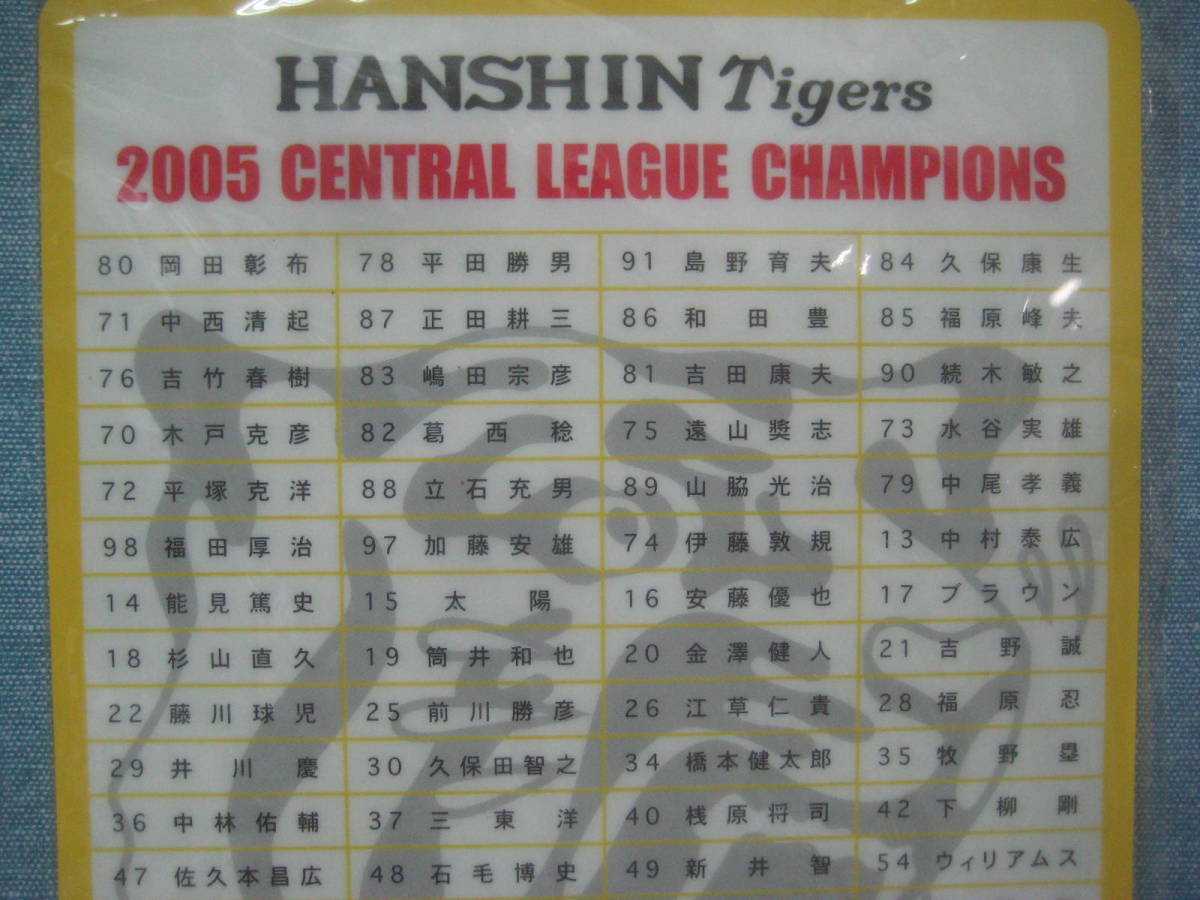 HANSHIN Tigers
2005 CENTRAL LEAGUE CHAMPIONS
80 岡田彰布 78 平田勝男 91 島野育夫 84 久保康生
71 中西清起 87 正田耕三 86 和田豊 85 福原峰夫
76 吉竹春樹 83 嶋田宗彦 81 吉田康夫 90 続木敏之
70 木戸克彦 82 葛西稔 75 遠山奬志 73 水谷実雄
72 平塚克洋 88 立石充男 89 山脇光治 79 中尾孝義
98 福田厚治 97 加藤安雄 74 伊藤敦規 13 中村泰広
14 能見篤史 15 太陽 16 安藤優也 17 ブラウン
18 杉山直久 19 筒井和也 20 金澤健人 21 吉野誠
22 藤川球児 25 前川勝彦 26 江草仁貴 28 福原忍
29 井川慶 30 久保田智之 34 橋本健太郎 35 牧野塁
36 中林佑輔 37 三東洋 40 桟原将司 42 下柳剛
47 佐久本昌広 48 石毛博史 49 新井智 54 ウィリアムス